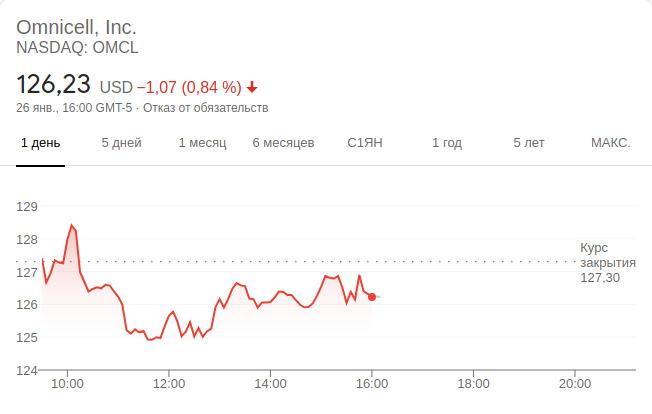 Omnicell, Inc.
NASDAQ: OMCL
126,23 USD −1,07 (0,84 %)
26 янв., 16:00 GMT-5 · Отказ от обязательств
1 день 5 дней 1 месяц 6 месяцев С1ЯН 1 год 5 лет МАКС.
129
128
127
126
125
124
Курс
закрытия
127,30
10:00 12:00 14:00 16:00 18:00 20:00